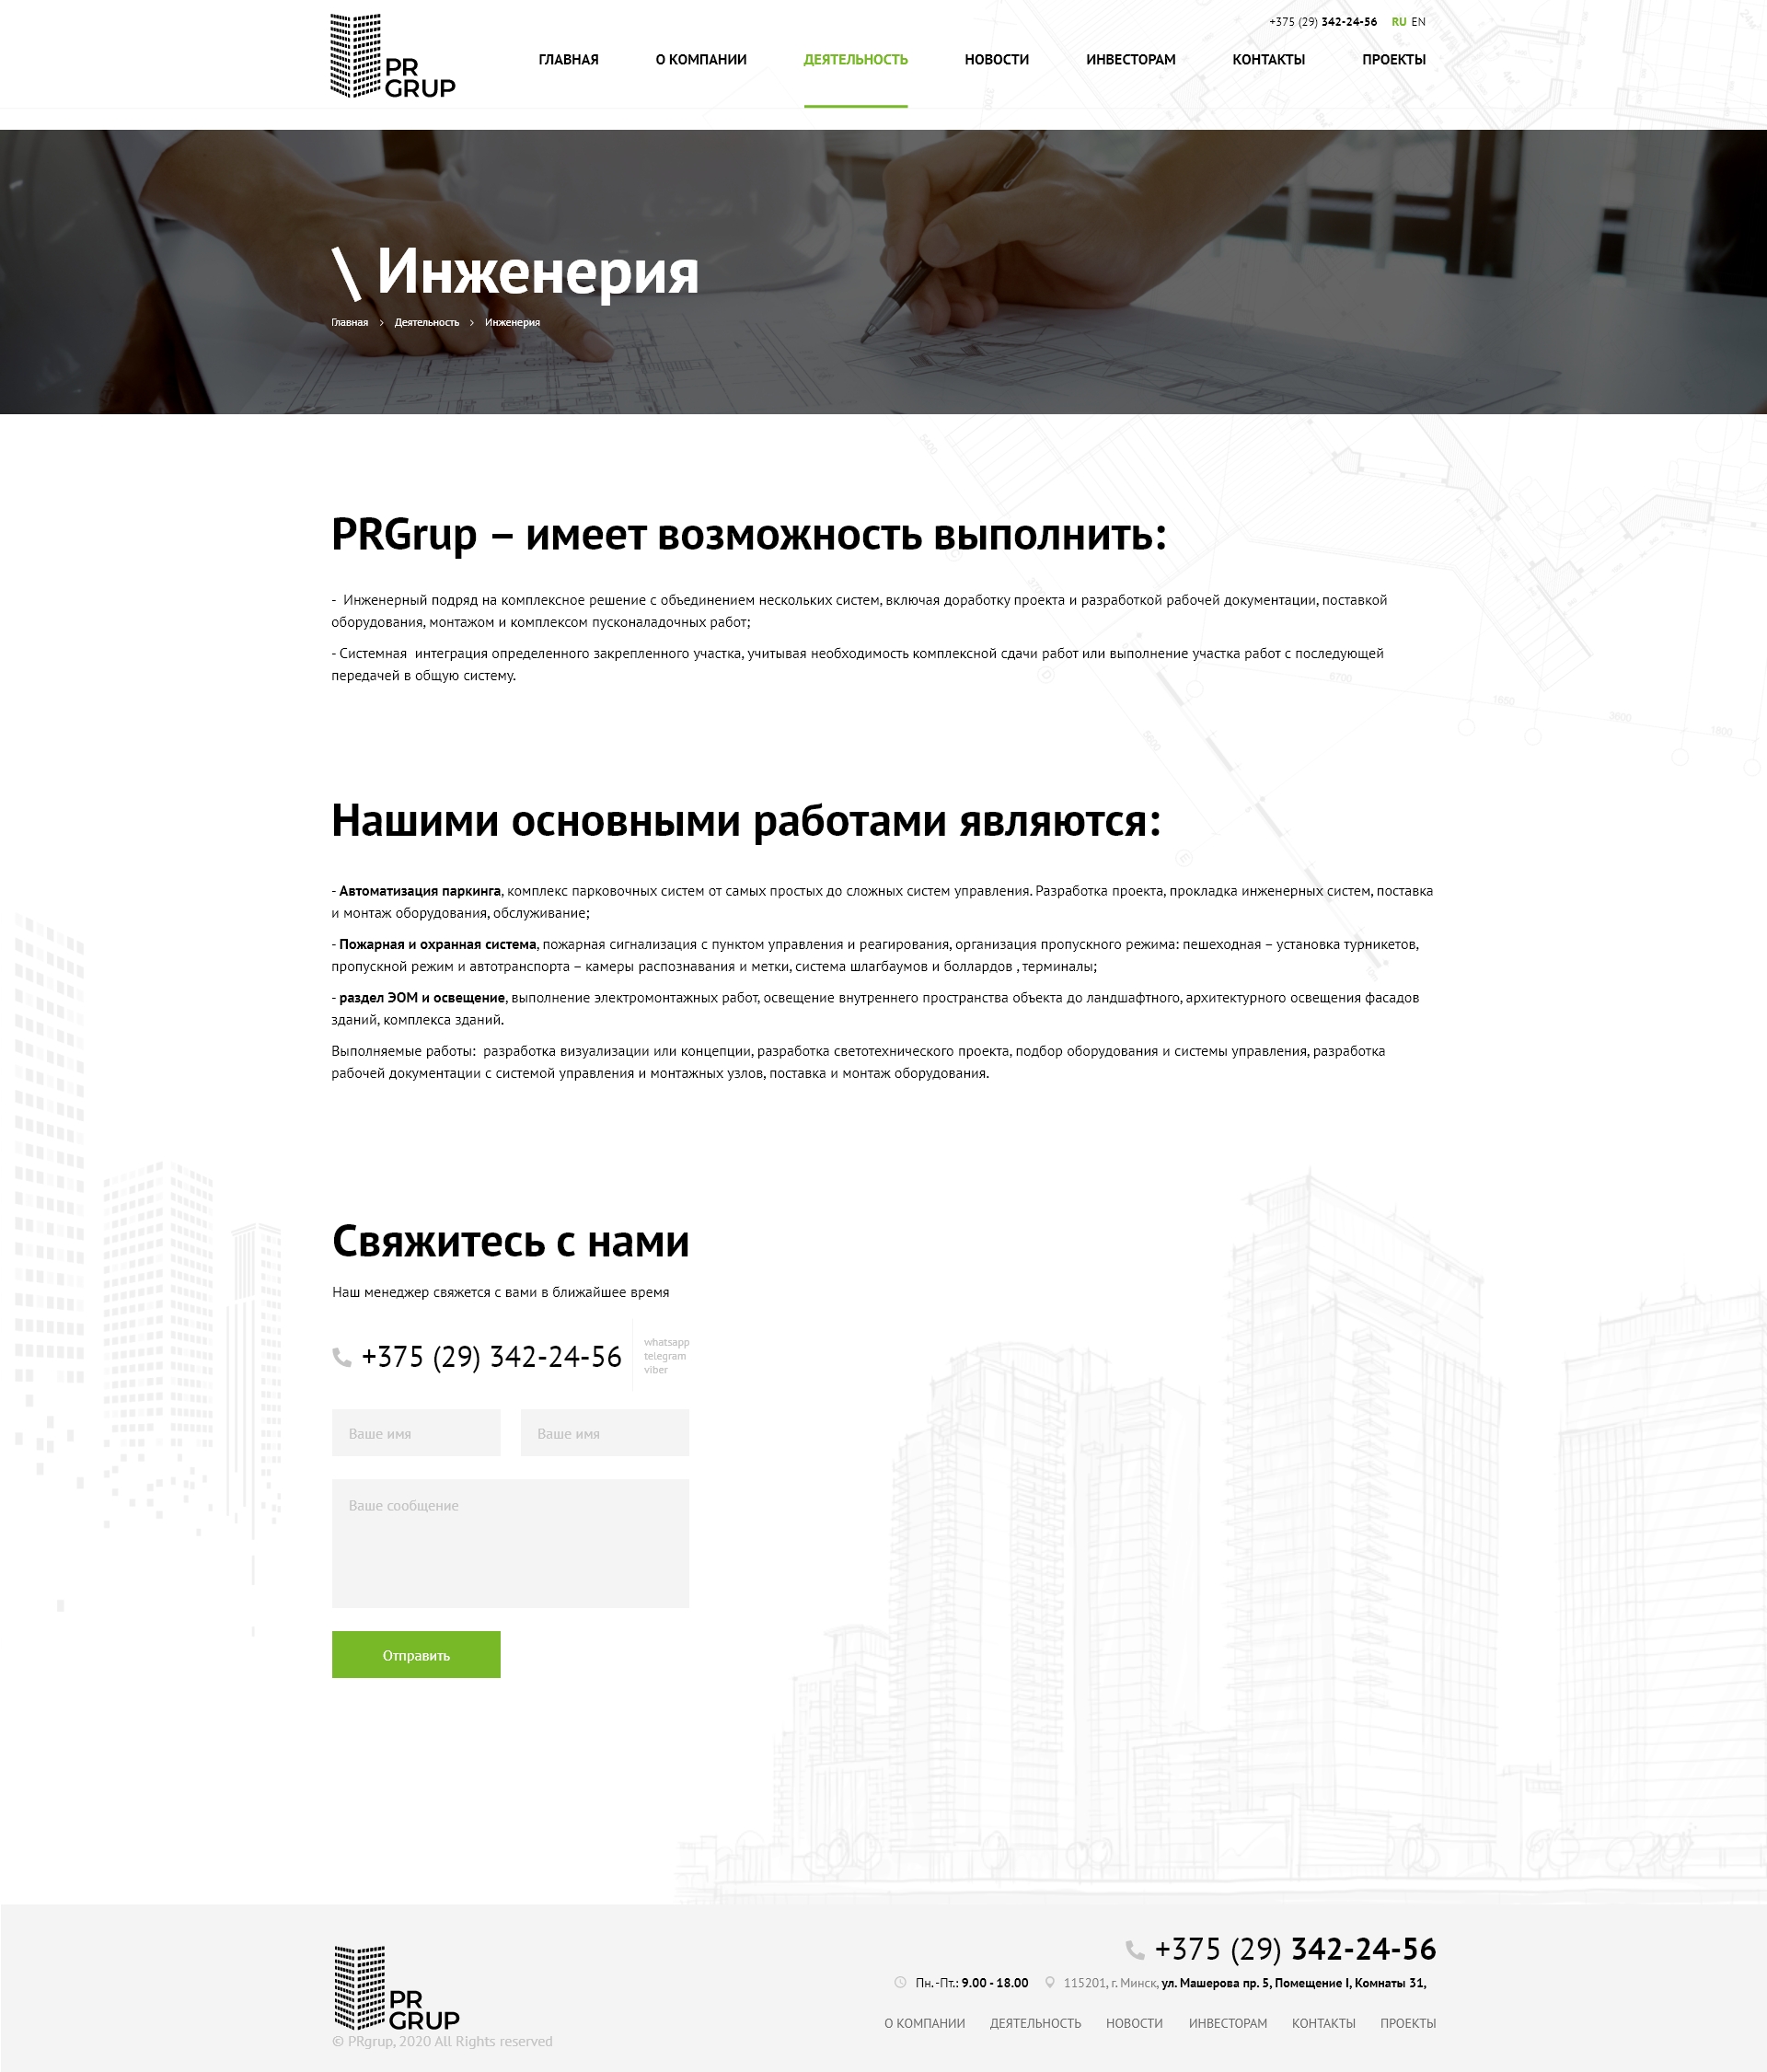 +375 (29) 342-24-56 RU EN
PR
GRUP
ГЛАВНАЯ О КОМПАНИИ ДЕЯТЕЛЬНОСТЬ НОВОСТИ ИНВЕСТОРАМ КОНТАКТЫ ПРОЕКТЫ
\ Инженерия
Главная > Деятельность > Инженерия
PRGrup – имеет возможность выполнить:
- Инженерный подряд на комплексное решение с объединением нескольких систем, включая доработку проекта и разработкой рабочей документации, поставкой
оборудования, монтажом и комплексом пусконаладочных работ;
- Системная интеграция определенного закрепленного участка, учитывая необходимость комплексной сдачи работ или выполнение участка работ с последующей
передачей в общую систему.
Нашими основными работами являются:
- Автоматизация паркинга, комплекс парковочных систем от самых простых до сложных систем управления. Разработка проекта, прокладка инженерных систем, поставка
и монтаж оборудования, обслуживание;
- Пожарная и охранная система, пожарная сигнализация с пунктом управления и реагирования, организация пропускного режима: пешеходная – установка турникетов,
пропускной режим и автотранспорта – камеры распознавания и метки, система шлагбаумов и боллардов , терминалы;
- раздел ЭОМ и освещение, выполнение электромонтажных работ, освещение внутреннего пространства объекта до ландшафтного, архитектурного освещения фасадов
зданий, комплекса зданий.
Выполняемые работы: разработка визуализации или концепции, разработка светотехнического проекта, подбор оборудования и системы управления, разработка
рабочей документации с системой управления и монтажных узлов, поставка и монтаж оборудования.
Свяжитесь с нами
Наш менеджер свяжется с вами в ближайшее время
+375 (29) 342-24-56
whatsapp
telegram
viber
Ваше имя Ваше имя
Ваше сообщение
Отправить
+375 (29) 342-24-56
Пн.-Пт.: 9.00 - 18.00 115201, г. Минск, ул. Машерова пр. 5, Помещение I, Комнаты 31,
PR
GRUP
О КОМПАНИИ ДЕЯТЕЛЬНОСТЬ НОВОСТИ ИНВЕСТОРАМ КОНТАКТЫ ПРОЕКТЫ
© PRgrup, 2020 All Rights reserved